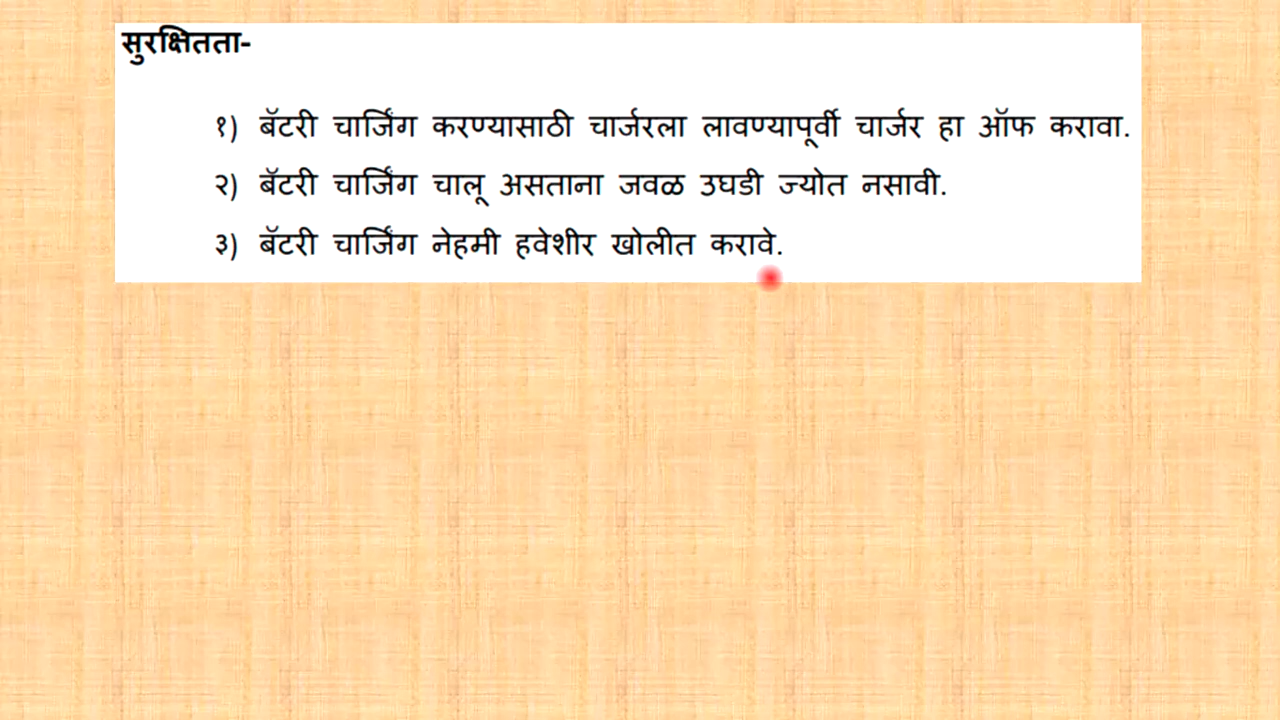 सुरक्षितता-
१) बॅटरी चार्जिंग करण्यासाठी चार्जरला लावण्यापूर्वी चार्जर हा ऑफ करावा.
२) बॅटरी चार्जिंग चालू असताना जवळ उघडी ज्योत नसावी.
३) बॅटरी चार्जिंग नेहमी हवेशीर खोलीत करावे.